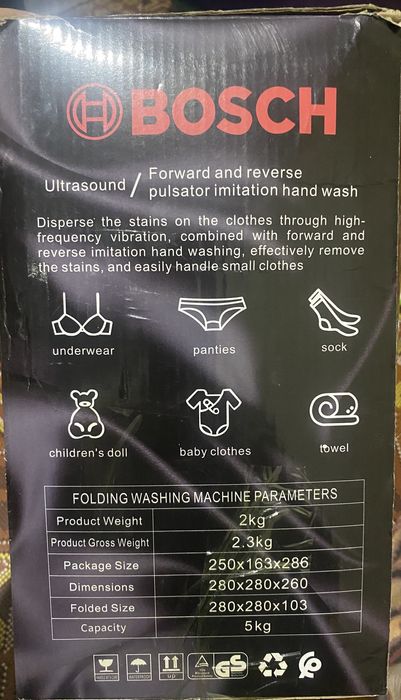 BOSCH
Ultrasound / Forward and reverse
pulsator imitation hand wash
Disperse the stains on the clothes through high-
frequency vibration, combined with forward and
reverse imitation hand washing, effectively remove
the stains, and easily handle small clothes
underwear panties sock
children's doll baby clothes towel
FOLDING WASHING MACHINE PARAMETERS
Product Weight 2kg
Product Gross Weight 2.3kg
Package Size 250x163x286
Dimensions 280x280x260
Folded Size 280x280x103
Capacity 5kg
up GS